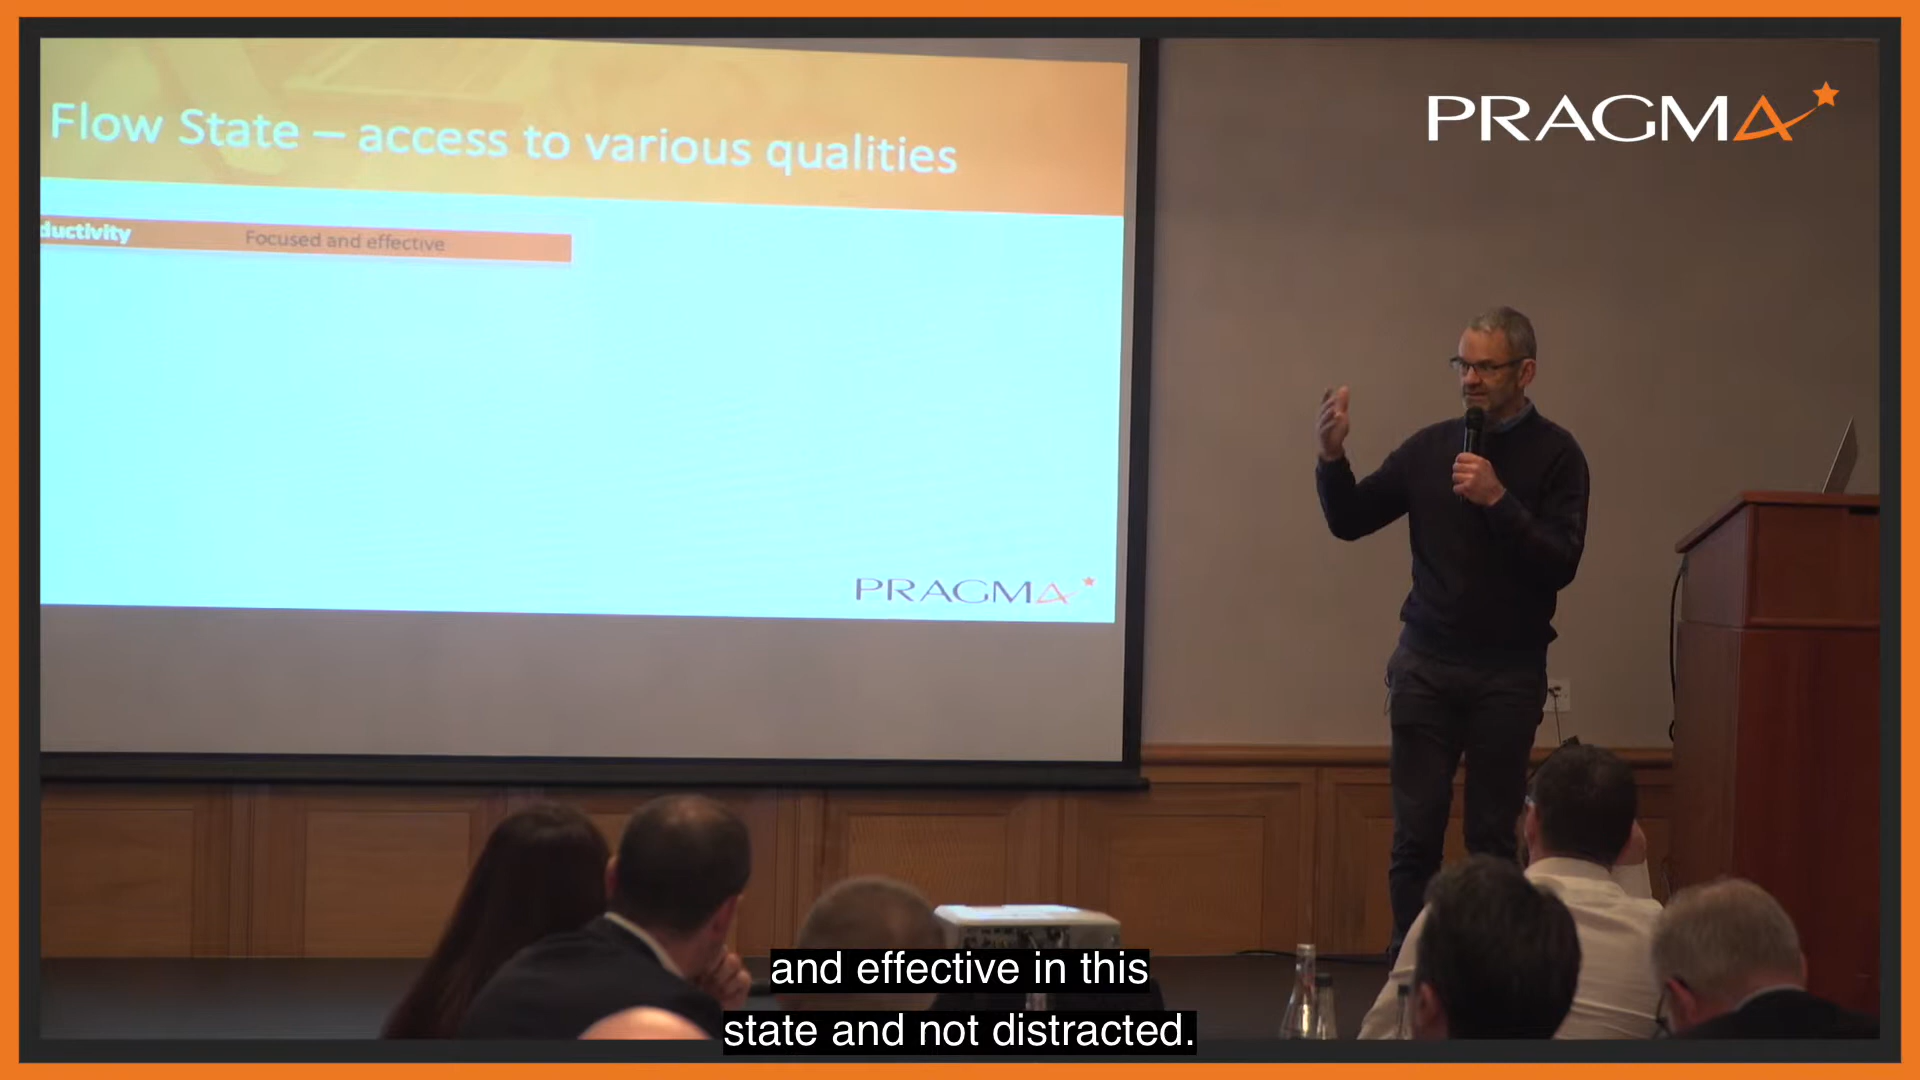 Flow State – access to various qualities
PRAGMA
ductivity
Focused and effective
PRAGMA
and effective in this
state and not distracted.